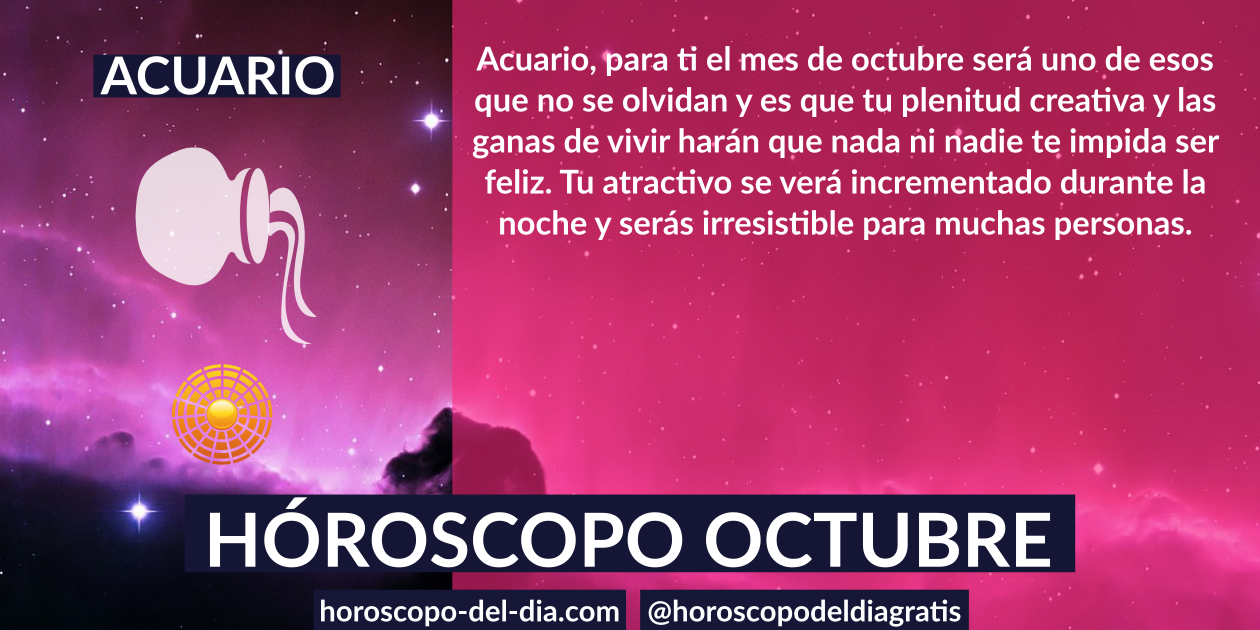 ACUARIO
Acuario, para ti el mes de octubre será uno de esos
que no se olvidan y es que tu plenitud creativa y las
ganas de vivir harán que nada ni nadie te impida ser
feliz. Tu atractivo se verá incrementado durante la
noche y serás irresistible para muchas personas.
HÓROSCOPO OCTUBRE
horoscopo-del-dia.com @horoscopodeldiagratis